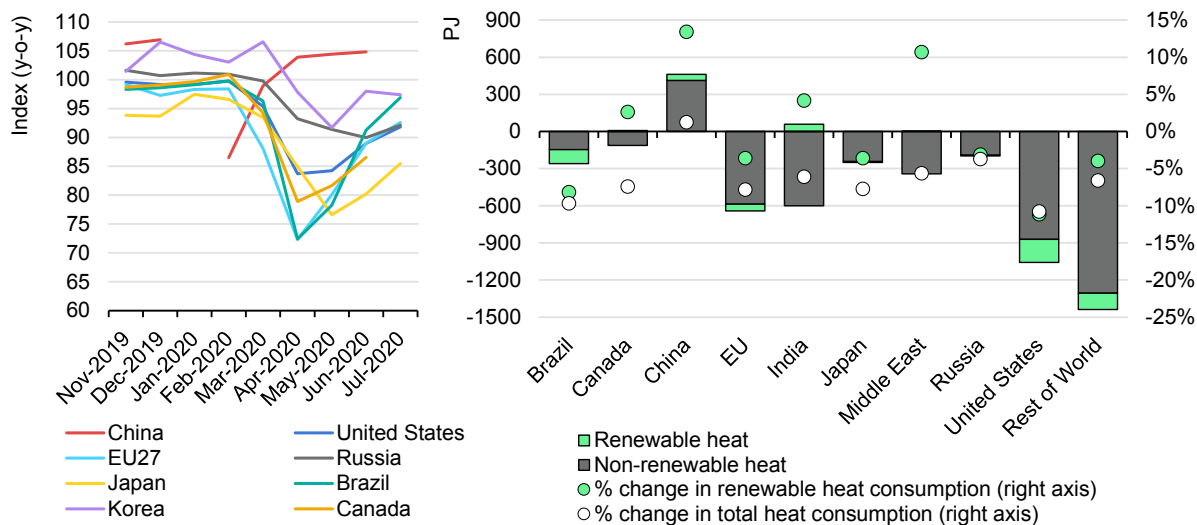 Index (y-o-y)
110
105
100
95
90
85
80
75
70
65
60
Nov-2019
Dec-2019
Jan-2020
Feb-2020
Mar-2020
Apr-2020
May-2020
Jun-2020
Jul-2020
China
United States
EU27
Russia
Japan
Brazil
Korea
Canada
PJ
900
600
300
0
-300
-600
-900
-1200
-1500
15%
10%
5%
0%
-5%
-10%
-15%
-20%
-25%
Brazil
Canada
China
EU
India
Japan
Middle East
Russia
United States
Rest of World
Renewable heat
Non-renewable heat
% change in renewable heat consumption (right axis)
% change in total heat consumption (right axis)